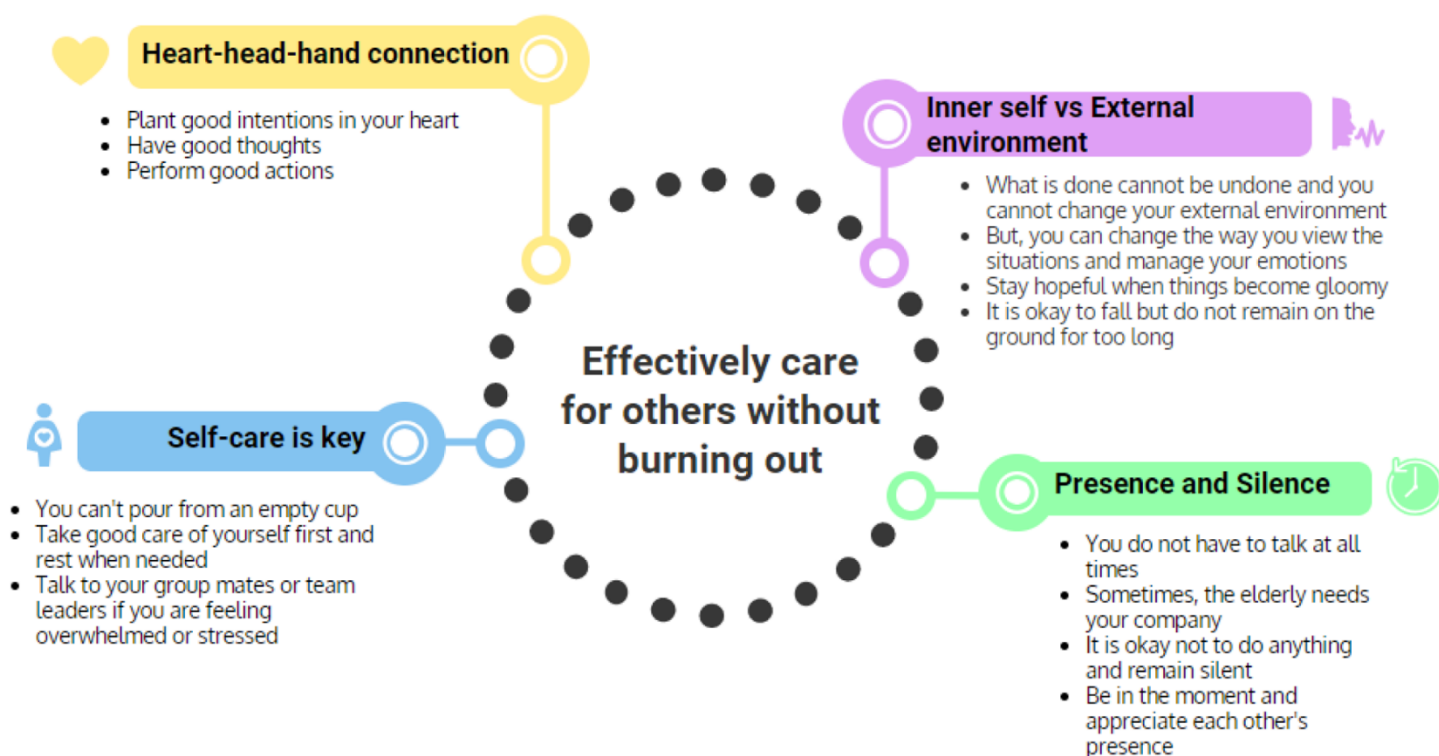 Heart-head-hand connection
• Plant good intentions in your heart
• Have good thoughts
• Perform good actions
Inner self vs External
environment
• What is done cannot be undone and you
cannot change your external environment
• But, you can change the way you view the
situations and manage your emotions
• Stay hopeful when things become gloomy
• It is okay to fall but do not remain on the
ground for too long
Effectively care
for others without
burning out
Self-care is key
• You can't pour from an empty cup
• Take good care of yourself first and
rest when needed
• Talk to your group mates or team
leaders if you are feeling
overwhelmed or stressed
Presence and Silence
• You do not have to talk at all
times
• Sometimes, the elderly needs
your company
• It is okay not to do anything
and remain silent
• Be in the moment and
appreciate each other's
presence